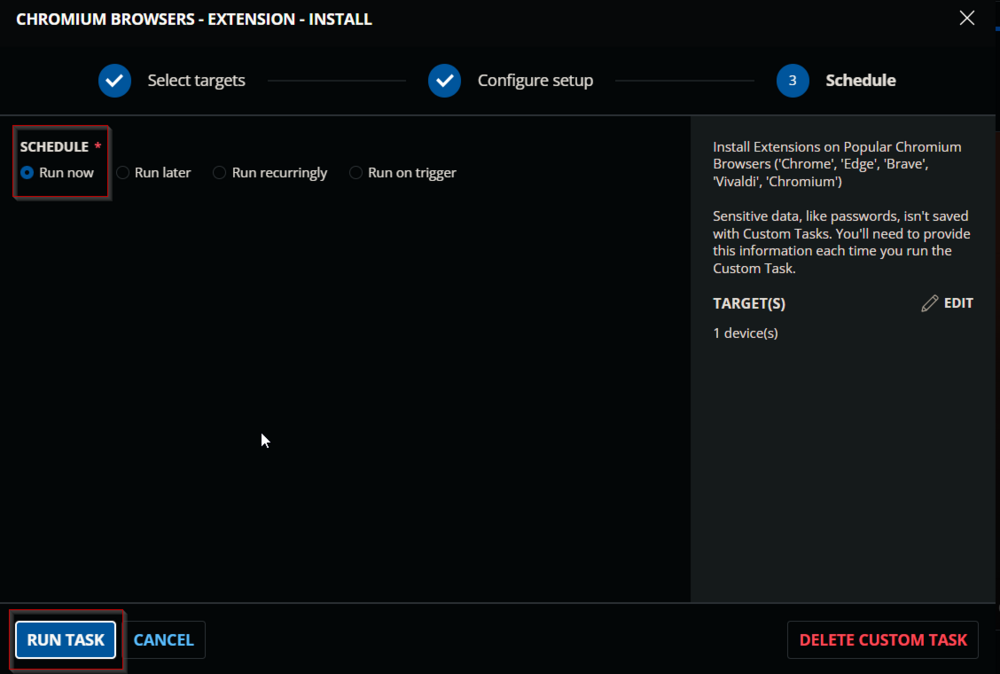 CHROMIUM BROWSERS - EXTENSION - INSTALL
Select targets
Configure setup
3 Schedule
SCHEDULE *
Run now Run later Run recurringly Run on trigger
Install Extensions on Popular Chromium
Browsers ('Chrome', 'Edge', 'Brave',
'Vivaldi', 'Chromium')
Sensitive data, like passwords, isn't saved
with Custom Tasks. You'll need to provide
this information each time you run the
Custom Task.
TARGET(S) EDIT
1 device(s)
RUN TASK CANCEL DELETE CUSTOM TASK